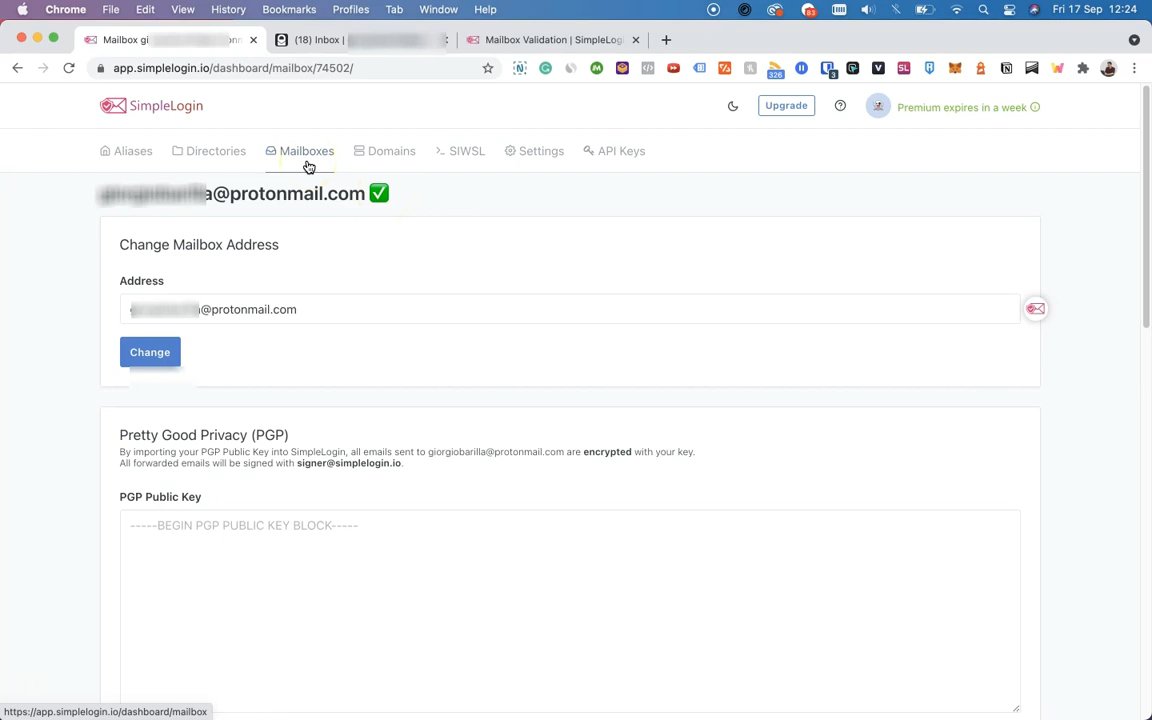 Chrome File Edit View History Bookmarks Profiles Tab Window Help
83
Fri 17 Sep 12:24
Mailbox gi
(18) Inbox |
Mailbox Validation | SimpleLogi
app.simplelogin.io/dashboard/mailbox/74502/
326
3
SL
SimpleLogin
Upgrade
Premium expires in a week
Aliases Directories Mailboxes Domains SIWSL Settings API Keys
a@protonmail.com
Change Mailbox Address
Address
@protonmail.com
Change
Pretty Good Privacy (PGP)
By importing your PGP Public Key into SimpleLogin, all emails sent to giorgiobarilla@protonmail.com are encrypted with your key.
All forwarded emails will be signed with signer@simplelogin.io.
PGP Public Key
-----BEGIN PGP PUBLIC KEY BLOCK-----
https://app.simplelogin.io/dashboard/mailbox